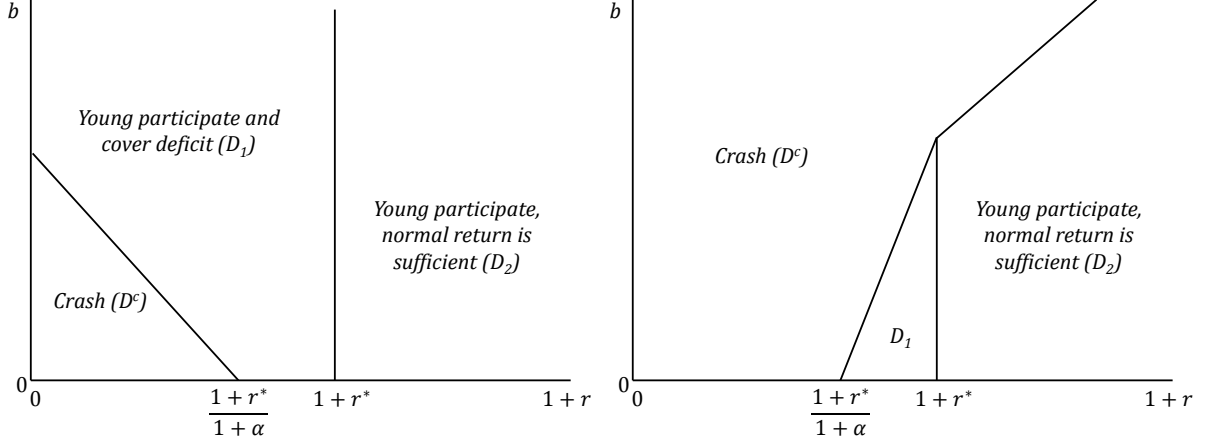 b
Young participate and
cover deficit (D₁)
Young participate,
normal return is
sufficient (D₂)
Crash (Dᶜ)
0
0
1 + r*
1 + α
1 + r*
1 + r
b
Crash (Dᶜ)
Young participate,
normal return is
sufficient (D₂)
D₁
0
0
1 + r*
1 + α
1 + r*
1 + r